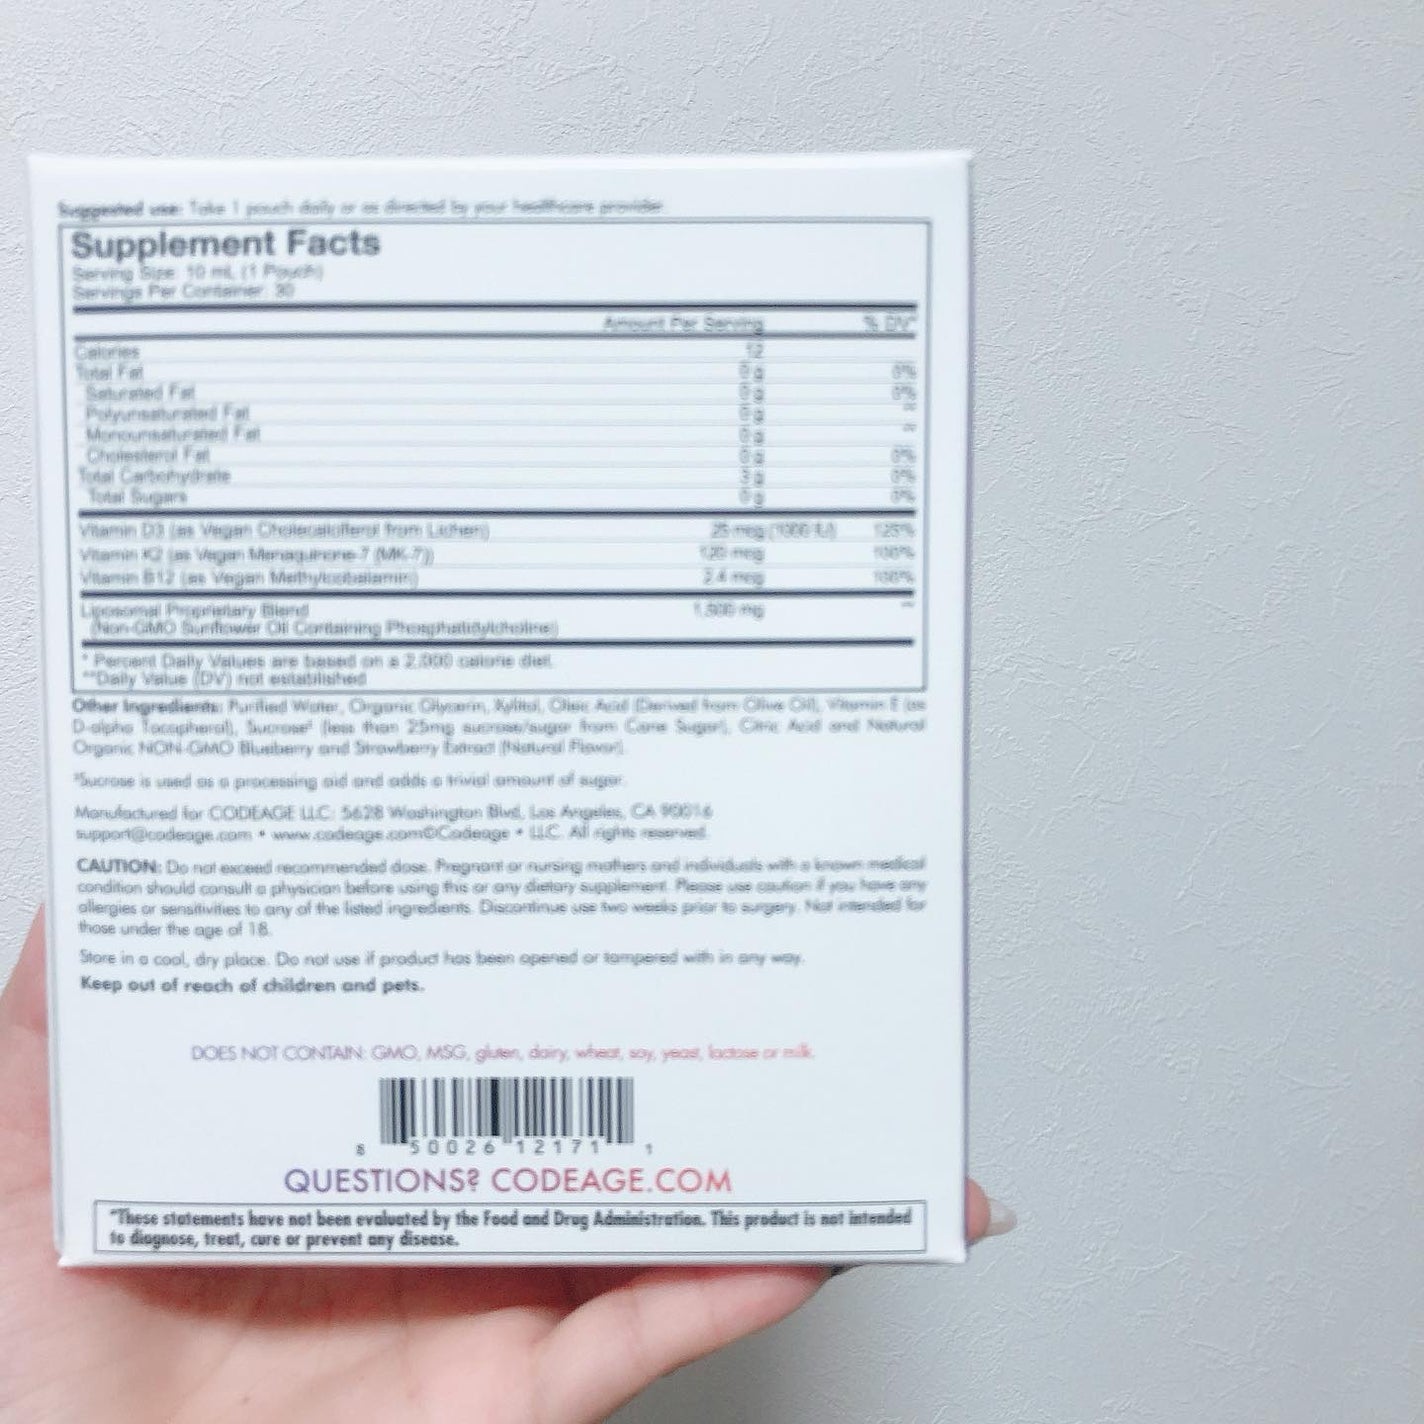 Suggested use: Take 1 pouch daily or as directed by your healthcare provider
Supplement Facts
Serving Size: 10 mL (1 Pouch)
Servings Per Container: 30
Amount Per Serving % DV*
Calories 12
Total Fat 0 g 0%
Saturated Fat 0 g 0%
Polyunsaturated Fat 0 g **
Monounsaturated Fat 0 g **
Cholesterol Fat 0 g 0%
Total Carbohydrate 3 g 0%
Total Sugars 0 g 0%
Vitamin D3 (as Vegan Cholecalciferol from Lichen) 25 mcg (1000 IU) 125%
Vitamin K2 (as Vegan Menaquinone-7 (MK-7)) 120 mcg 100%
Vitamin B12 (as Vegan Methylcobalamin) 2.4 mcg 100%
Liposomal Proprietary Blend 1,500 mg **
(Non-GMO Sunflower Oil Containing Phosphatidylcholine)
* Percent Daily Values are based on a 2,000 calorie diet
**Daily Value (DV) not established
Other Ingredients: Purified Water, Organic Glycerin, Xylitol, Oleic Acid (Derived from Olive Oil), Vitamin E (as
D-alpha Tocopherol), Sucrose² (less than 25mg sucrose/sugar from Cane Sugar), Citric Acid and Natural
Organic NON-GMO Blueberry and Strawberry Extract (Natural Flavor).
²Sucrose is used as a processing aid and adds a trivial amount of sugar.
Manufactured for CODEAGE LLC: 5628 Washington Blvd, Los Angeles, CA 90016
support@codeage.com • www.codeage.com©Codeage • LLC. All rights reserved.
CAUTION: Do not exceed recommended dose. Pregnant or nursing mothers and individuals with a known medical
condition should consult a physician before using this or any dietary supplement. Please use caution if you have any
allergies or sensitivities to any of the listed ingredients. Discontinue use two weeks prior to surgery. Not intended for
those under the age of 18.
Store in a cool, dry place. Do not use if product has been opened or tampered with in any way.
Keep out of reach of children and pets.
DOES NOT CONTAIN: GMO, MSG, gluten, dairy, wheat, soy, yeast, lactose or milk.
8 50026 12171 1
QUESTIONS? CODEAGE.COM
*These statements have not been evaluated by the Food and Drug Administration. This product is not intended
to diagnose, treat, cure or prevent any disease.